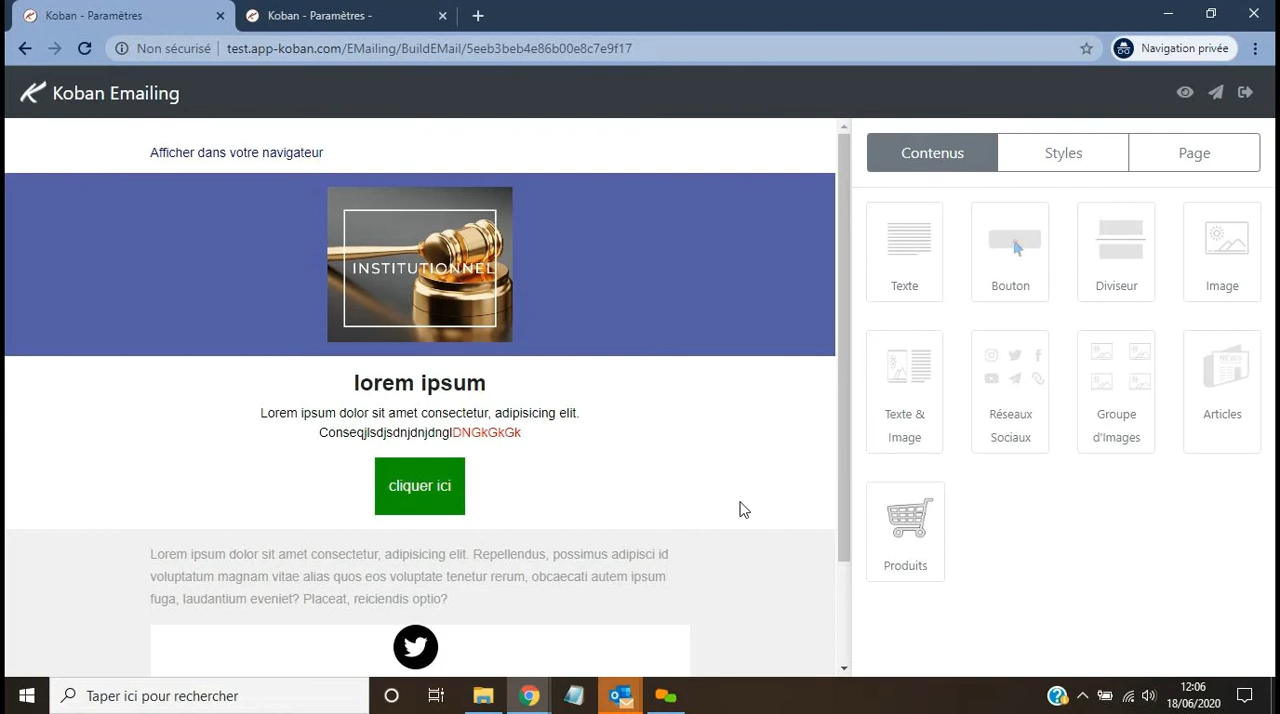 Koban - Paramètres
Koban - Paramètres -
Non sécurisé
test.app-koban.com/EMailing/BuildEMail/5eeb3beb4e86b00e8c7e9f17
Navigation privée
Koban Emailing
Afficher dans votre navigateur
INSTITUTIONNEL
lorem ipsum
Lorem ipsum dolor sit amet consectetur, adipisicing elit.
ConseqjlsdjsdnjdnjdnglDNGkGkGk
cliquer ici
Lorem ipsum dolor sit amet consectetur, adipisicing elit. Repellendus, possimus adipisci id
voluptatum magnam vitae alias quos eos voluptate tenetur rerum, obcaecati autem ipsum
fuga, laudantium eveniet? Placeat, reiciendis optio?
Contenus
Styles
Page
Texte
Bouton
Diviseur
Image
Texte &
Image
Réseaux
Sociaux
Groupe
d'Images
NEWS
Articles
Produits
Taper ici pour rechercher
12:06
18/06/2020